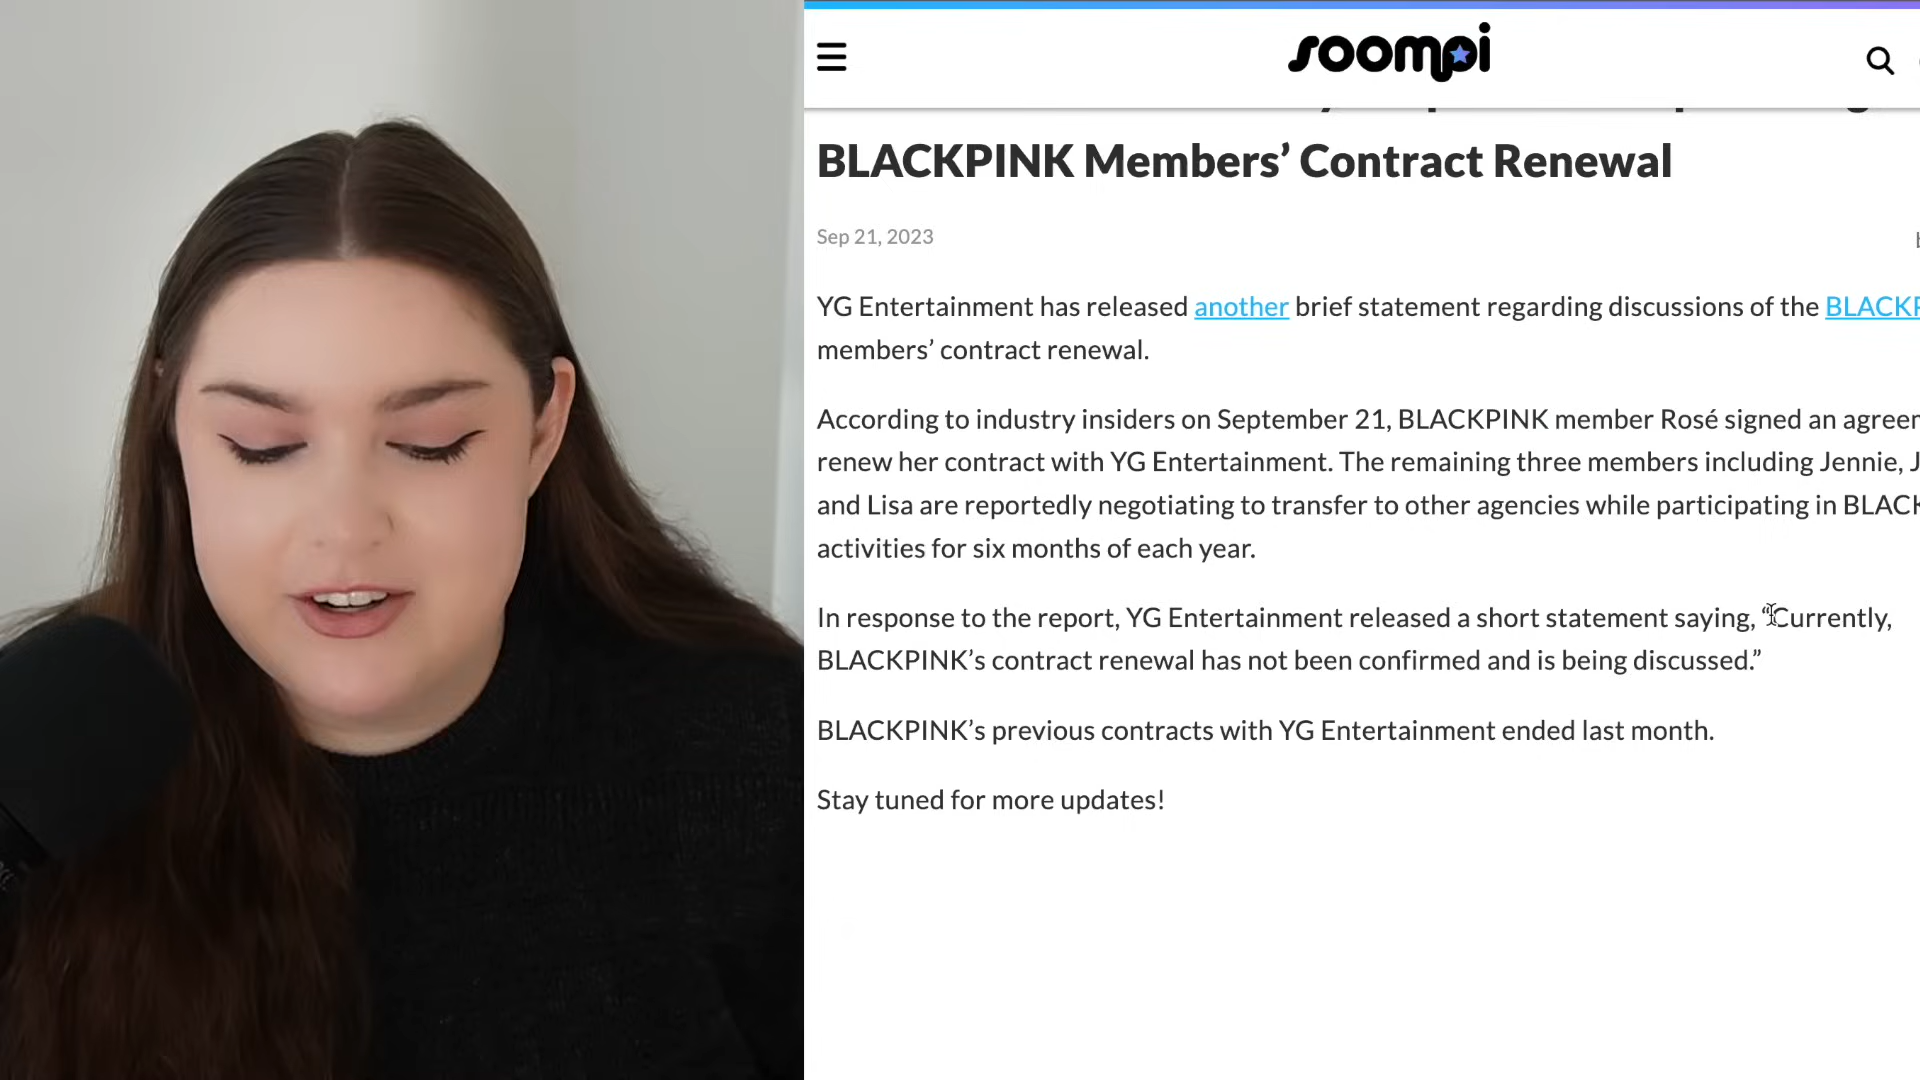 soompi
BLACKPINK Members’ Contract Renewal
Sep 21, 2023
YG Entertainment has released another brief statement regarding discussions of the
members’ contract renewal.
According to industry insiders on September 21, BLACKPINK member Rosé signed an
renew her contract with YG Entertainment. The remaining three members including Jennie,
and Lisa are reportedly negotiating to transfer to other agencies while participating in
activities for six months of each year.
In response to the report, YG Entertainment released a short statement saying, “Currently,
BLACKPINK’s contract renewal has not been confirmed and is being discussed.”
BLACKPINK’s previous contracts with YG Entertainment ended last month.
Stay tuned for more updates!